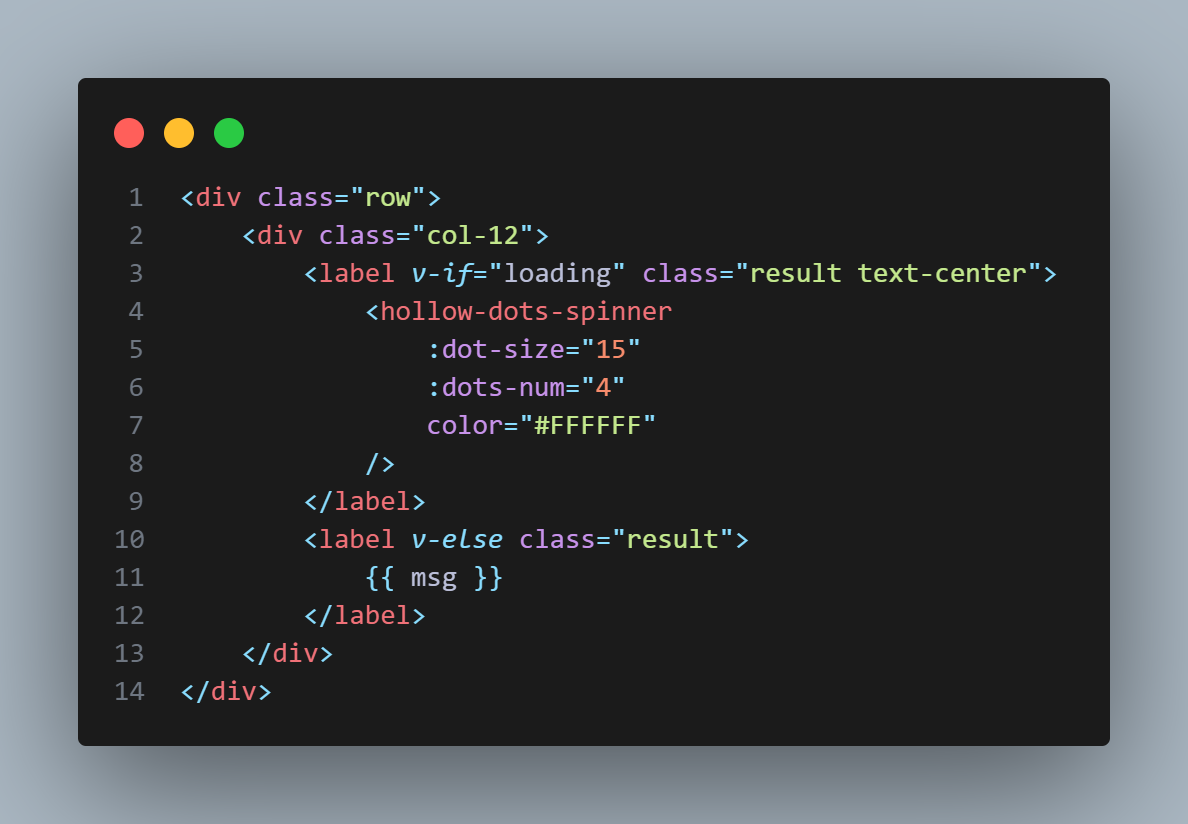 1 <div class="row">
2     <div class="col-12">
3         <label v-if="loading" class="result text-center">
4             <hollow-dots-spinner
5                 :dot-size="15"
6                 :dots-num="4"
7                 color="#FFFFFF"
8             />
9         </label>
10         <label v-else class="result">
11             {{ msg }}
12         </label>
13     </div>
14 </div>